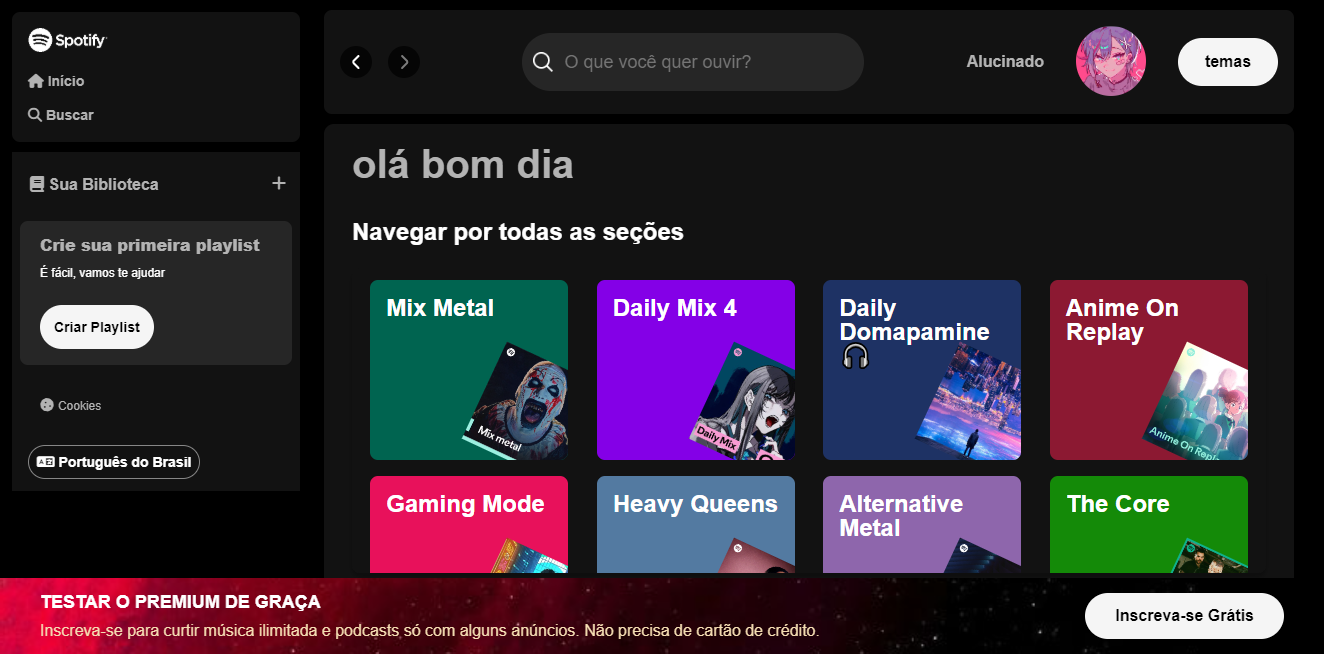 Spotify
Início
Buscar
Sua Biblioteca
Crie sua primeira playlist
É fácil, vamos te ajudar
Criar Playlist
Cookies
Português do Brasil
O que você quer ouvir?
Alucinado
temas
olá bom dia
Navegar por todas as seções
Mix Metal
Mix metal
Daily Mix 4
Daily Mix
Daily
Domapamine
Anime On
Replay
Anime On Repla
Gaming Mode
Heavy Queens
Alternative
Metal
The Core
TESTAR O PREMIUM DE GRAÇA
Inscreva-se para curtir música ilimitada e podcasts só com alguns anúncios. Não precisa de cartão de crédito.
Inscreva-se Grátis